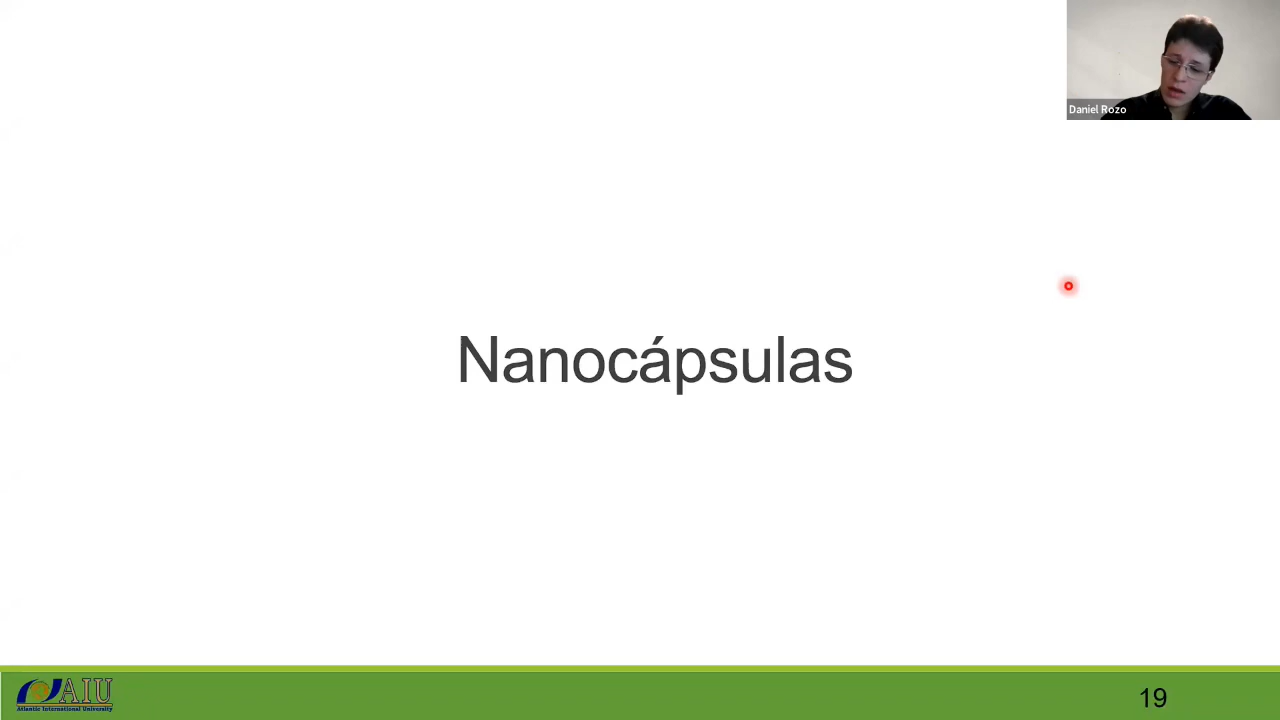 Daniel Rozo
Nanocápsulas
AIU
Atlantic International University
19